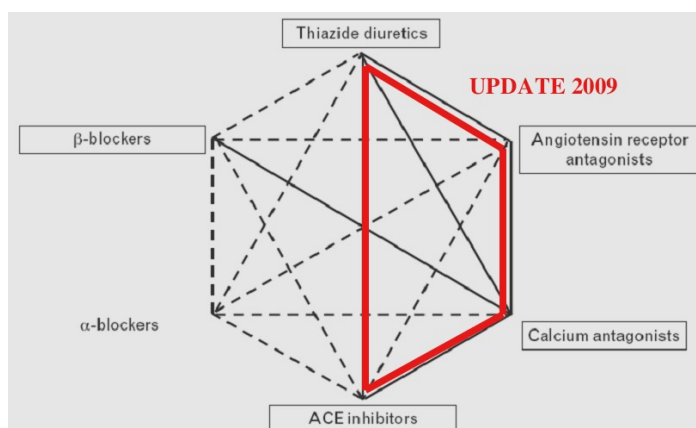 Thiazide diuretics
UPDATE 2009
β-blockers
Angiotensin receptor
antagonists
α-blockers
Calcium antagonists
ACE inhibitors